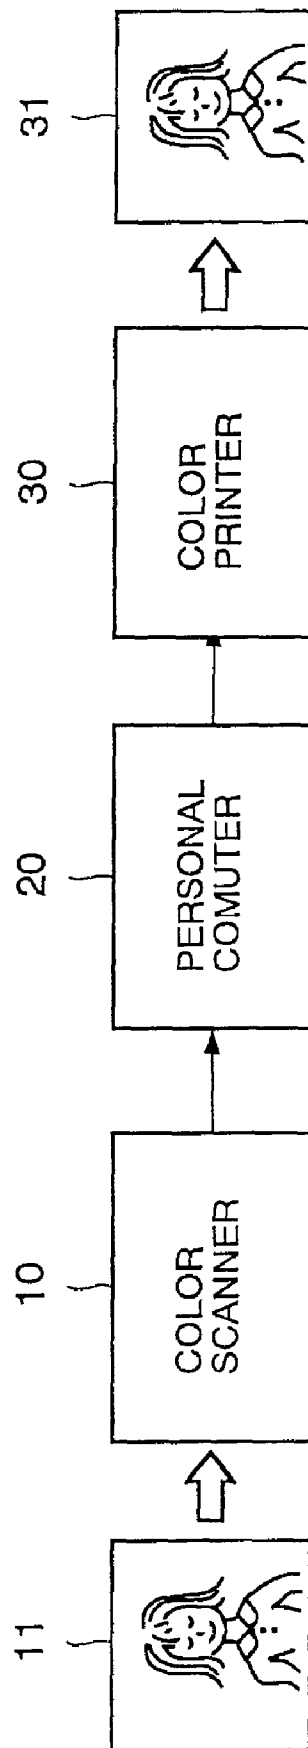 11
10
20
30
31
COLOR
SCANNER
PERSONAL
COMUTER
COLOR
PRINTER